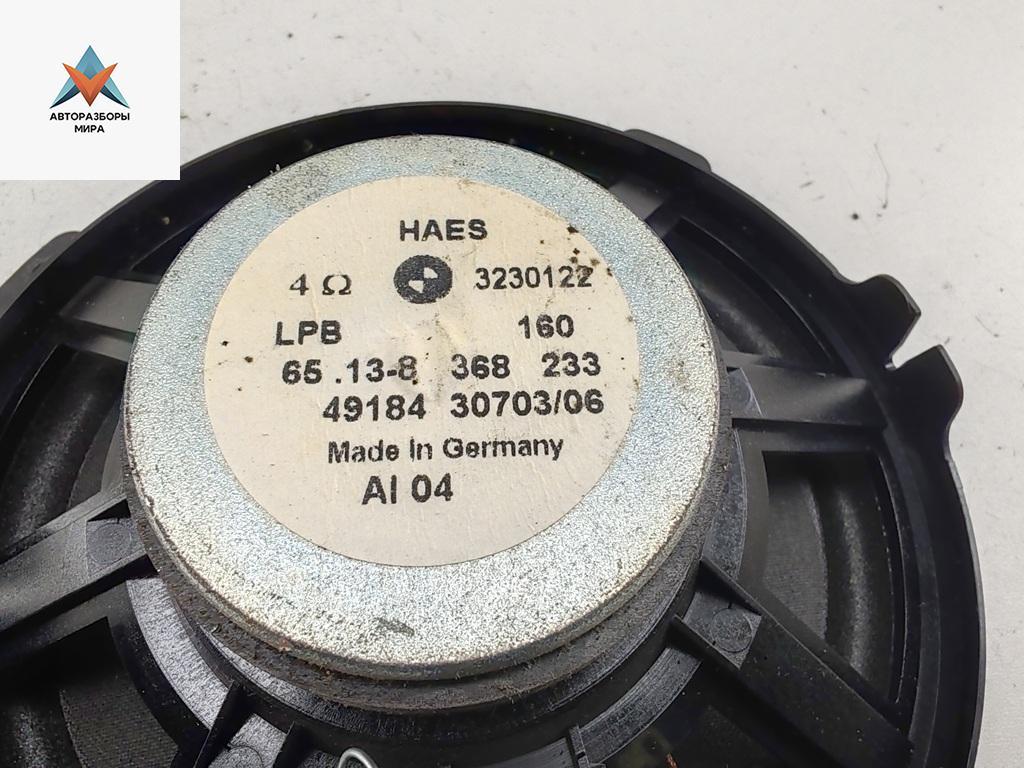 АВТОРАЗБОРЫ
МИРА
HAES
4 Ω 3230122
LPB 160
65 .13-8 368 233
49184 30703/06
Made In Germany
AI 04